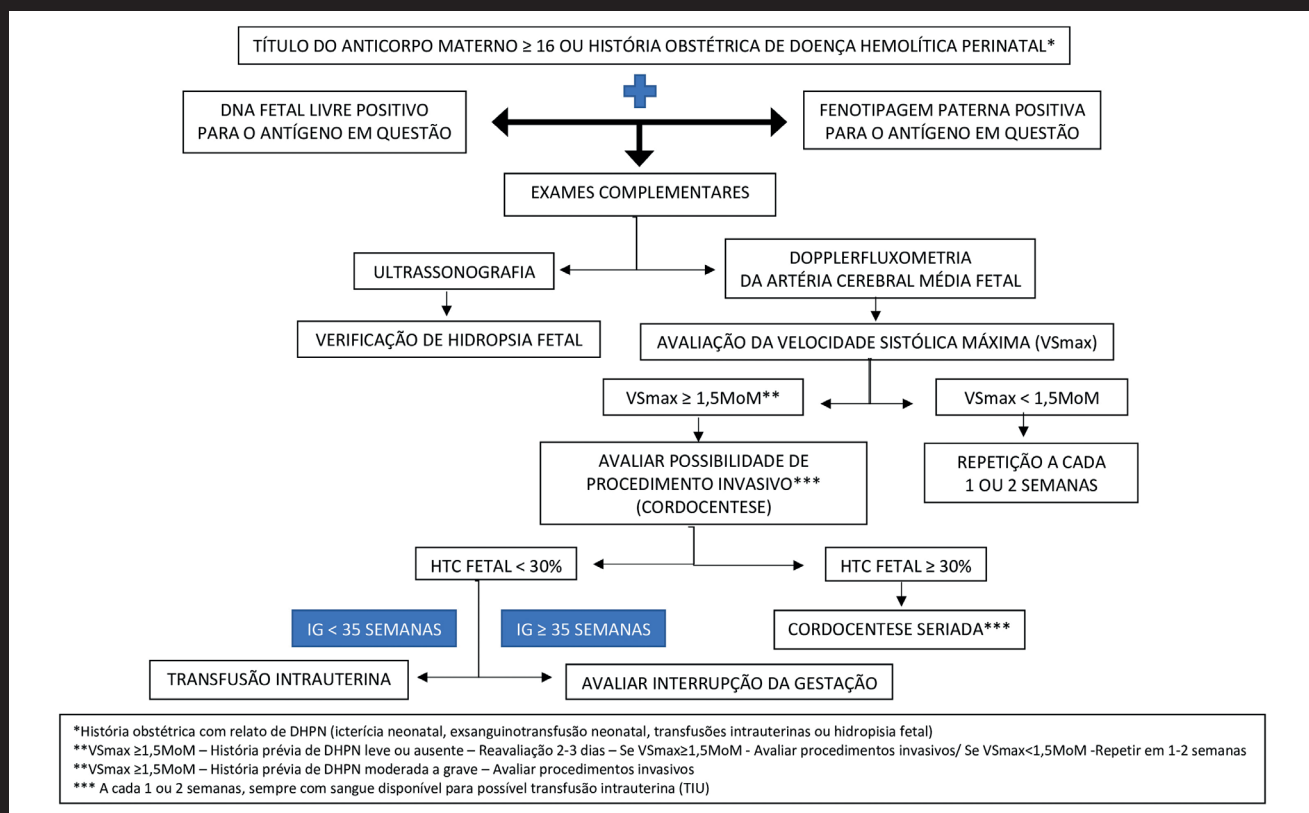 TÍTULO DO ANTICORPO MATERNO ≥ 16 OU HISTÓRIA OBSTÉTRICA DE DOENÇA HEMOLÍTICA PERINATAL*
DNA FETAL LIVRE POSITIVO
PARA O ANTÍGENO EM QUESTÃO
FENOTIPAGEM PATERNA POSITIVA
PARA O ANTÍGENO EM QUESTÃO
EXAMES COMPLEMENTARES
ULTRASSONOGRAFIA
DOPPLERFLUXOMETRIA
DA ARTÉRIA CEREBRAL MÉDIA FETAL
VERIFICAÇÃO DE HIDROPSIA FETAL
AVALIAÇÃO DA VELOCIDADE SISTÓLICA MÁXIMA (VSmax)
VSmax ≥ 1,5MoM**
VSmax < 1,5MoM
AVALIAR POSSIBILIDADE DE
PROCEDIMENTO INVASIVO***
(CORDOCENTESE)
REPETIÇÃO A CADA
1 OU 2 SEMANAS
HTC FETAL < 30%
HTC FETAL ≥ 30%
IG < 35 SEMANAS
IG ≥ 35 SEMANAS
CORDOCENTESE SERIADA***
TRANSFUSÃO INTRAUTERINA
AVALIAR INTERRUPÇÃO DA GESTAÇÃO
*História obstétrica com relato de DHPN (icterícia neonatal, exsanguinotransfusão neonatal, transfusões intrauterinas ou hidropisia fetal)
**VSmax ≥1,5MoM – História prévia de DHPN leve ou ausente – Reavaliação 2-3 dias – Se VSmax≥1,5MoM - Avaliar procedimentos invasivos/ Se VSmax<1,5MoM -Repetir em 1-2 semanas
**VSmax ≥1,5MoM – História prévia de DHPN moderada a grave – Avaliar procedimentos invasivos
*** A cada 1 ou 2 semanas, sempre com sangue disponível para possível transfusão intrauterina (TIU)